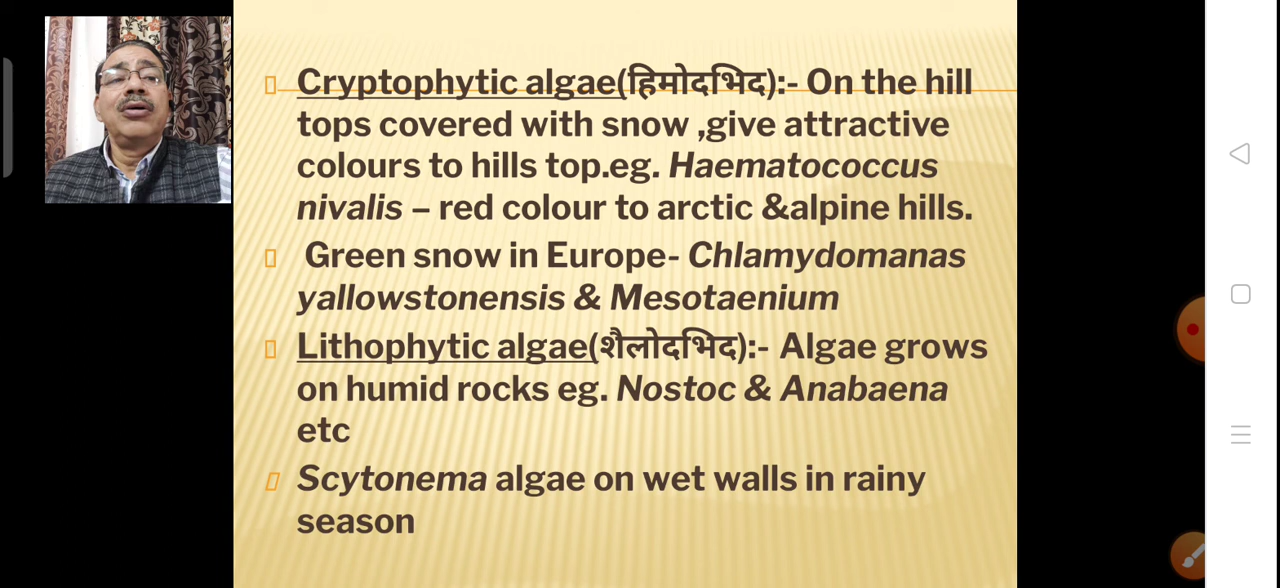 Cryptophytic algae(हिमोदभिद):- On the hill
tops covered with snow ,give attractive
colours to hills top.eg. Haematococcus
nivalis – red colour to arctic &alpine hills.
Green snow in Europe- Chlamydomanas
yallowstonensis & Mesotaenium
Lithophytic algae(शैलोदभिद):- Algae grows
on humid rocks eg. Nostoc & Anabaena
etc
Scytonema algae on wet walls in rainy
season